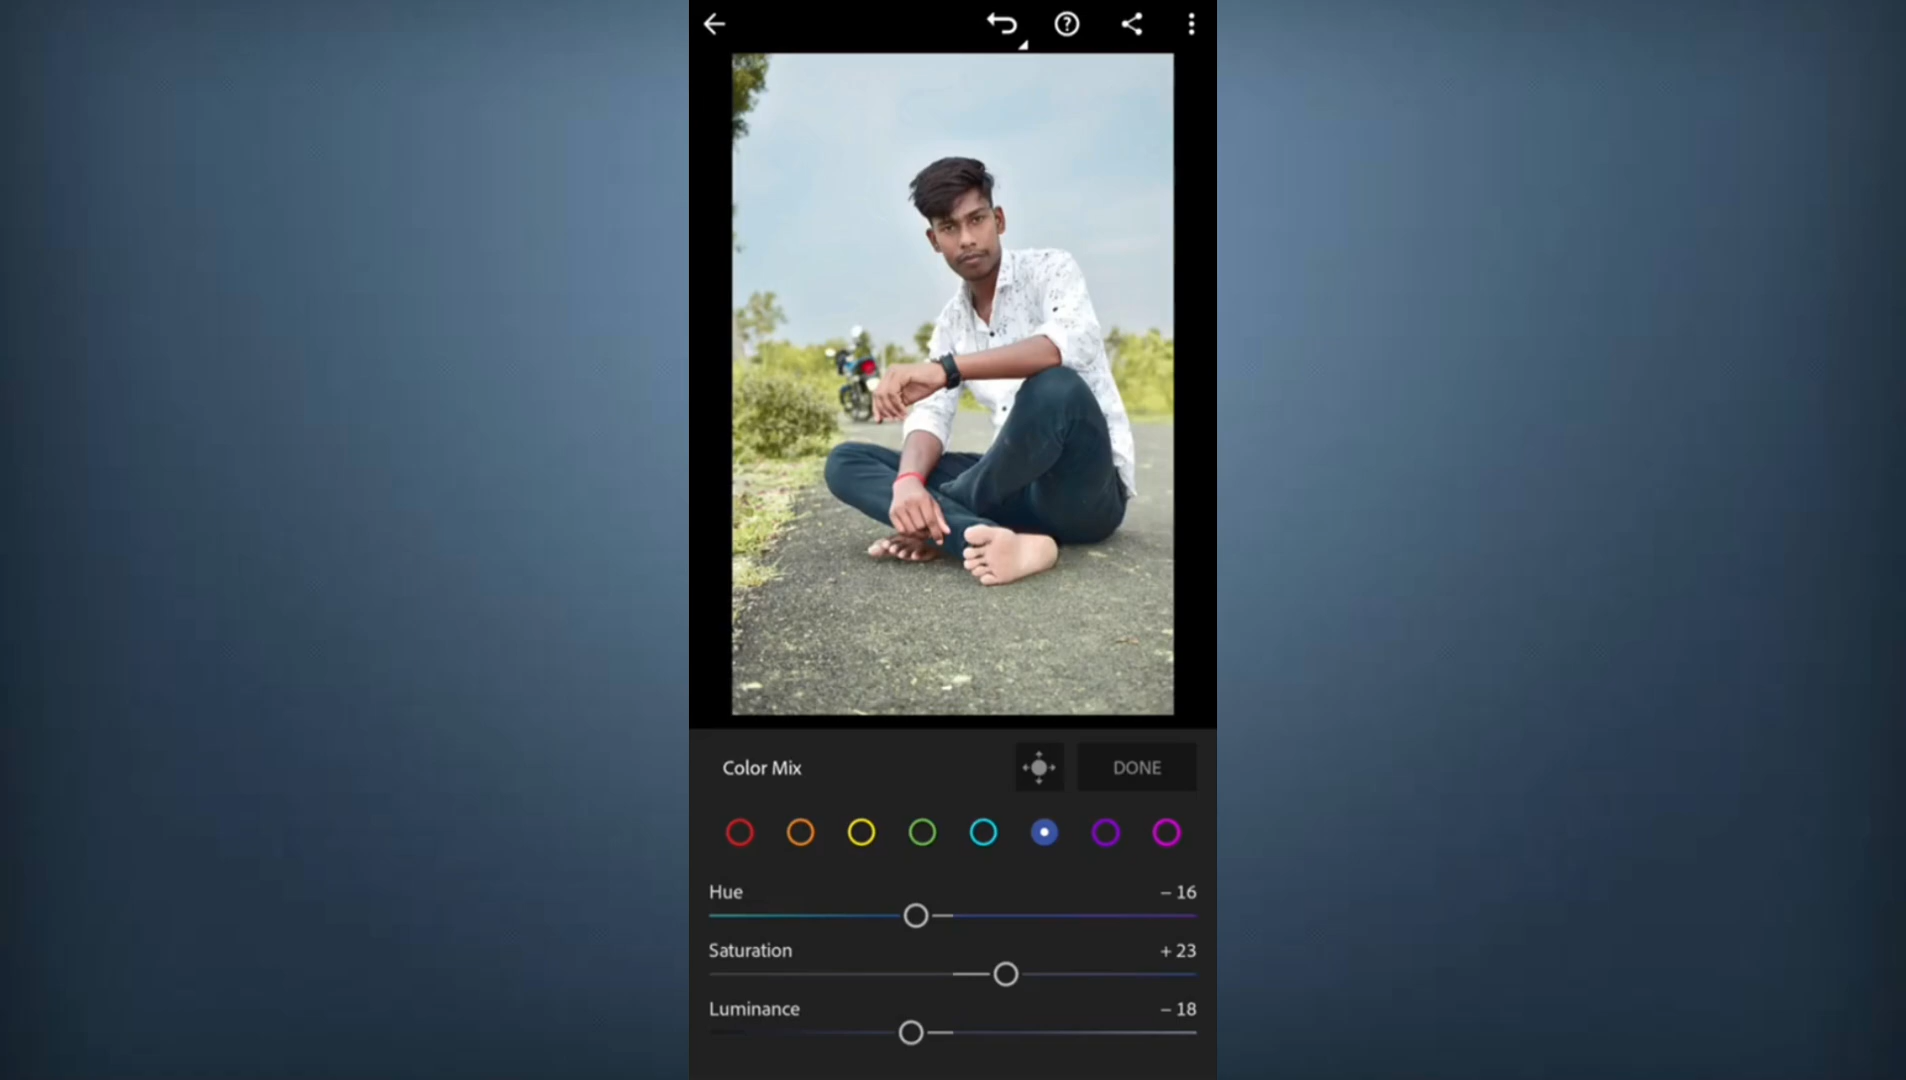 Color Mix
DONE
Hue
– 16
Saturation
+ 23
Luminance
– 18